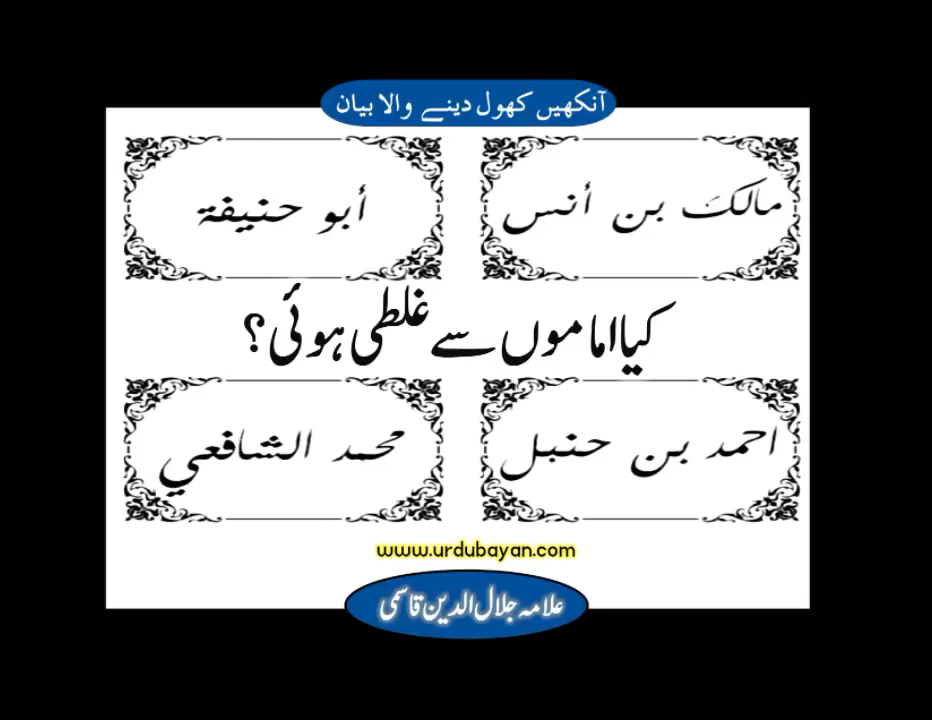 آنکھیں کھول دینے والا بیان
مالك بن أنس
أبو حنيفة
کیا اماموں سے غلطی ہوئی؟
احمد بن حنبل
محمد الشافعي
www.urdubayan.com
علامہ جلال الدین قاسمی